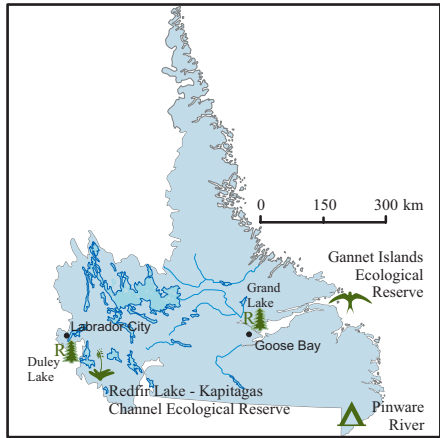 0 150 300 km
Gannet Islands
Ecological
Reserve
Grand
Lake
R
Goose Bay
Labrador City
R
Duley
Lake
Redfir Lake - Kapitagas
Channel Ecological Reserve
Pinware
River